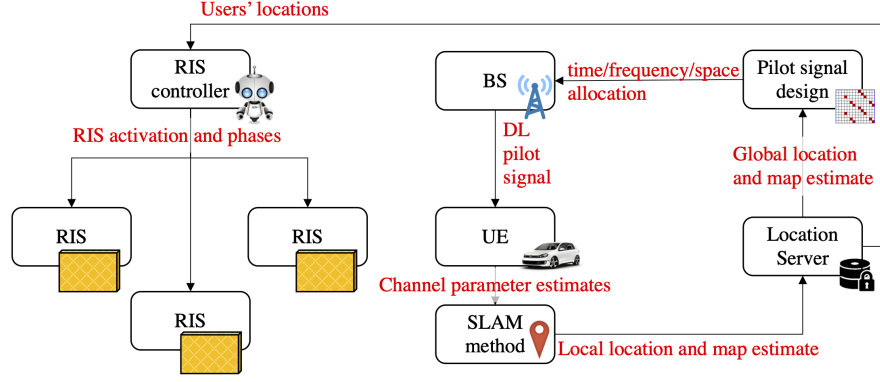 Users' locations
RIS
controller
RIS activation and phases
RIS
RIS
RIS
BS
time/frequency/space
allocation
Pilot signal
design
DL
pilot
signal
Global location
and map estimate
UE
Location
Server
Channel parameter estimates
SLAM
method
Local location and map estimate